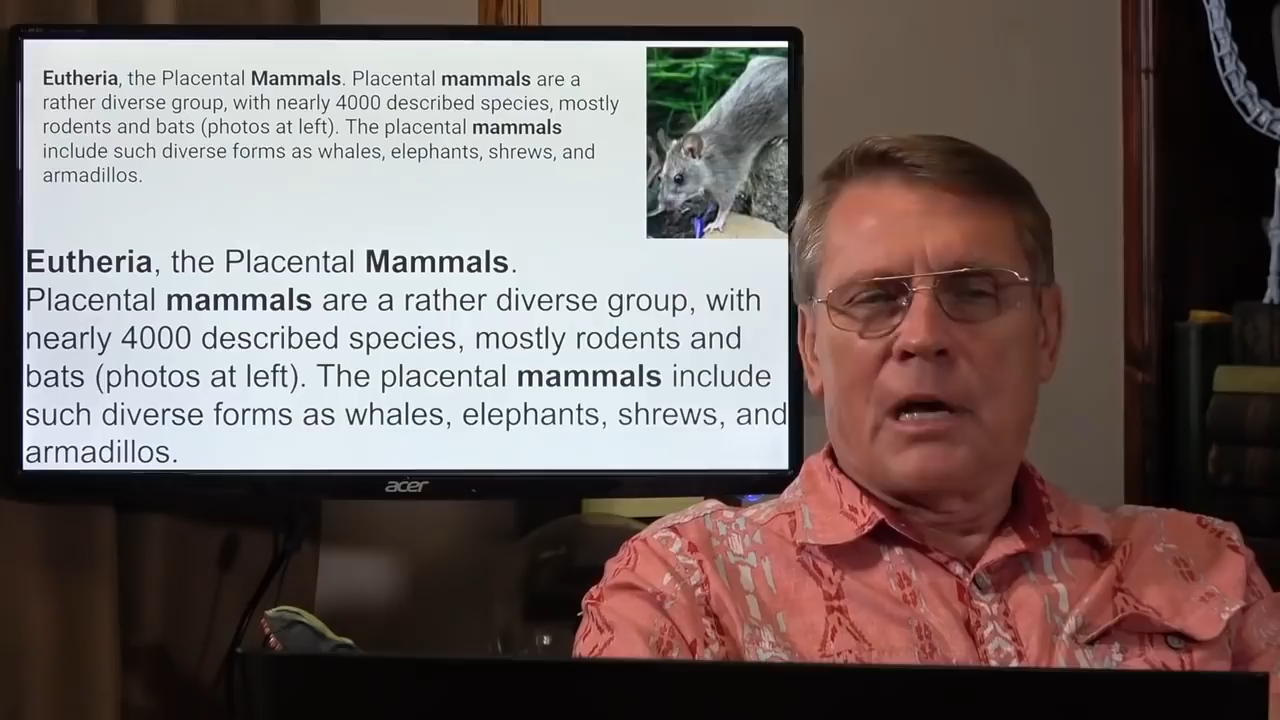 Eutheria, the Placental Mammals. Placental mammals are a
rather diverse group, with nearly 4000 described species, mostly
rodents and bats (photos at left). The placental mammals
include such diverse forms as whales, elephants, shrews, and
armadillos.
Eutheria, the Placental Mammals.
Placental mammals are a rather diverse group, with
nearly 4000 described species, mostly rodents and
bats (photos at left). The placental mammals include
such diverse forms as whales, elephants, shrews, and
armadillos.
acer